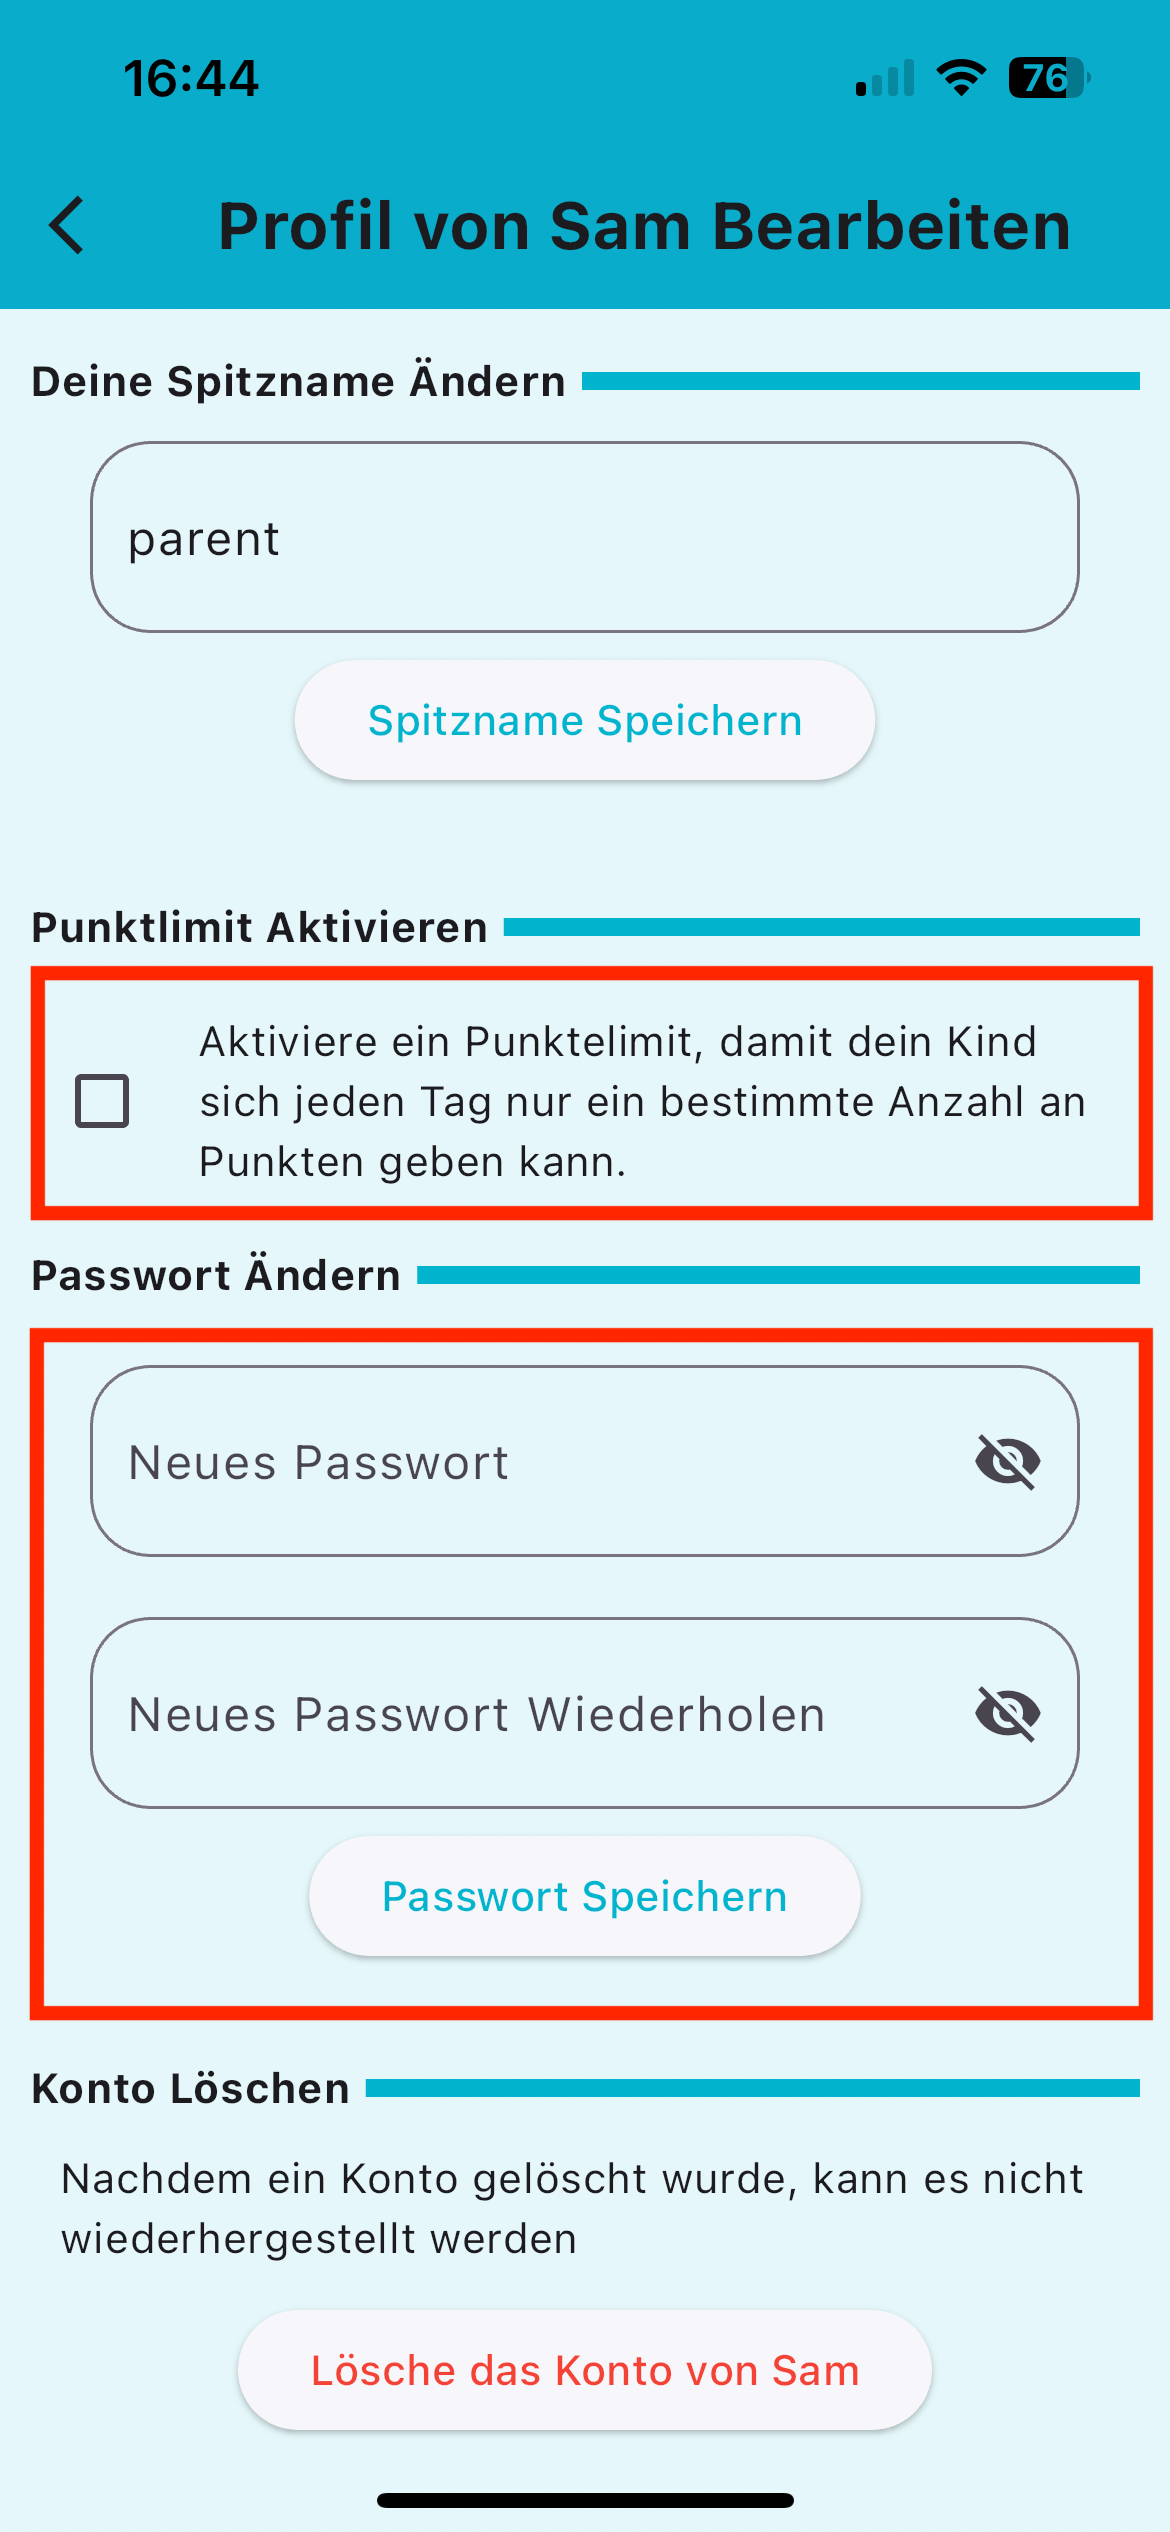 16:44
76
Profil von Sam Bearbeiten
Deine Spitzname Ändern
parent
Spitzname Speichern
Punktlimit Aktivieren
Aktiviere ein Punktelimit, damit dein Kind
sich jeden Tag nur ein bestimmte Anzahl an
Punkten geben kann.
Passwort Ändern
Neues Passwort
Neues Passwort Wiederholen
Passwort Speichern
Konto Löschen
Nachdem ein Konto gelöscht wurde, kann es nicht
wiederhergestellt werden
Lösche das Konto von Sam